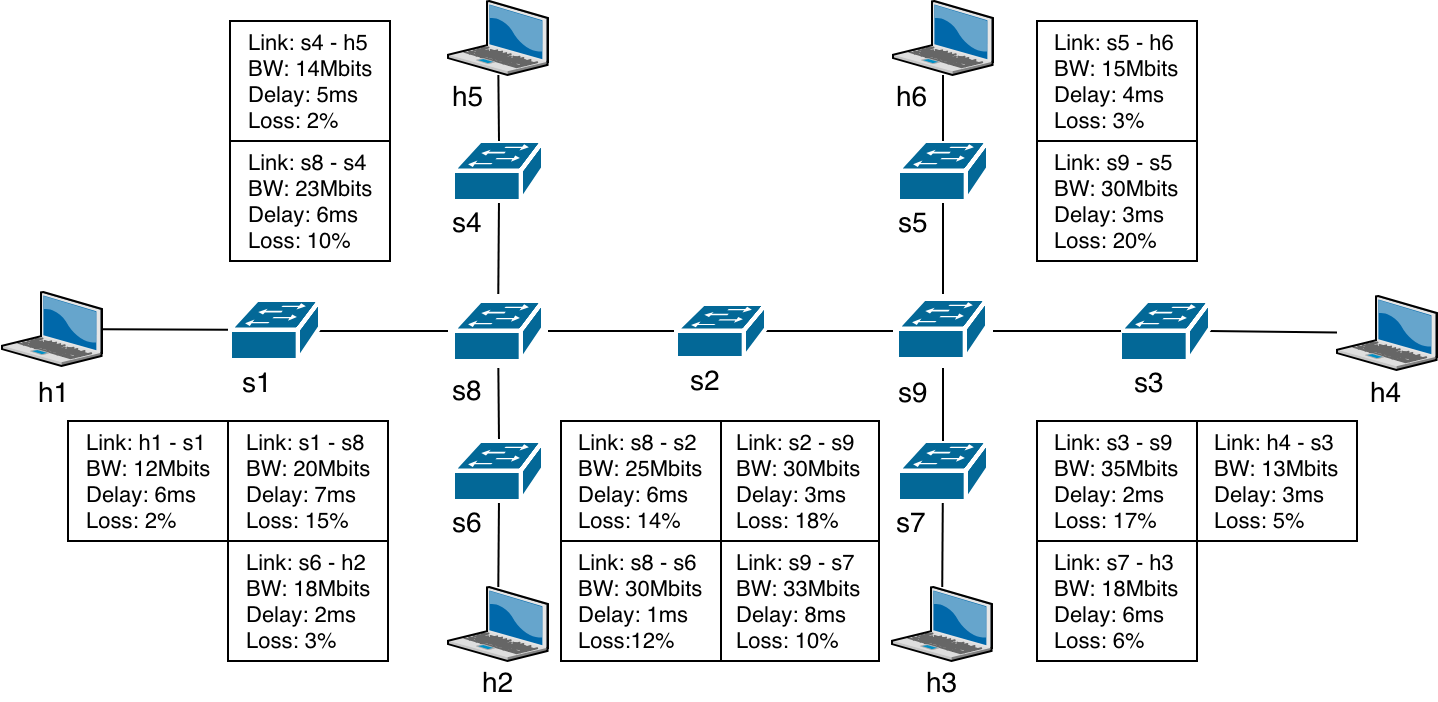 Link: s4 - h5
BW: 14Mbits
Delay: 5ms
Loss: 2%
h5
h6
Link: s5 - h6
BW: 15Mbits
Delay: 4ms
Loss: 3%
Link: s8 - s4
BW: 23Mbits
Delay: 6ms
Loss: 10%
s4
s5
Link: s9 - s5
BW: 30Mbits
Delay: 3ms
Loss: 20%
h1
s1
s8
s2
s9
s3
h4
Link: h1 - s1
BW: 12Mbits
Delay: 6ms
Loss: 2%
Link: s1 - s8
BW: 20Mbits
Delay: 7ms
Loss: 15%
s6
Link: s8 - s2
BW: 25Mbits
Delay: 6ms
Loss: 14%
Link: s2 - s9
BW: 30Mbits
Delay: 3ms
Loss: 18%
s7
Link: s3 - s9
BW: 35Mbits
Delay: 2ms
Loss: 17%
Link: h4 - s3
BW: 13Mbits
Delay: 3ms
Loss: 5%
Link: s6 - h2
BW: 18Mbits
Delay: 2ms
Loss: 3%
h2
Link: s8 - s6
BW: 30Mbits
Delay: 1ms
Loss:12%
Link: s9 - s7
BW: 33Mbits
Delay: 8ms
Loss: 10%
h3
Link: s7 - h3
BW: 18Mbits
Delay: 6ms
Loss: 6%